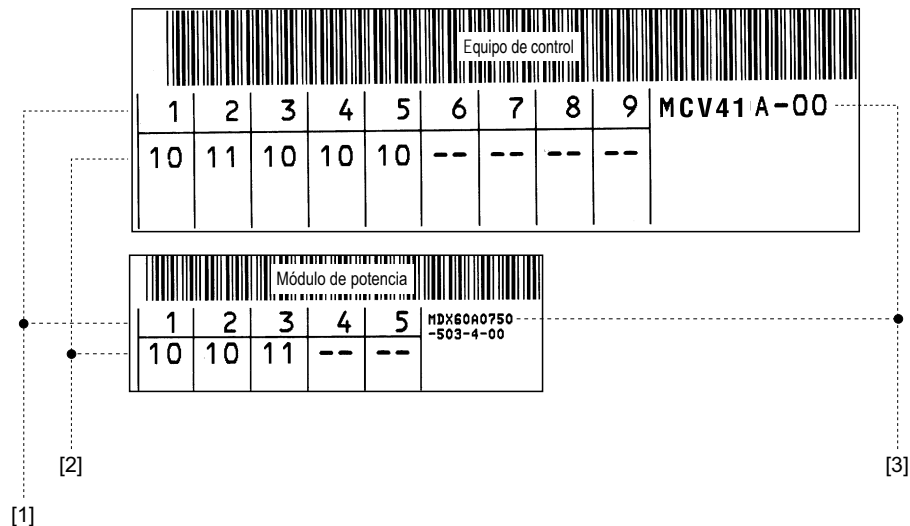 Equipo de control
1 2 3 4 5 6 7 8 9 MCV41A-00
10 11 10 10 10 -- -- -- --
Módulo de potencia
1 2 3 4 5 MDX60A0750
-503-4-00
10 10 11 -- --
[2] [3]
[1]